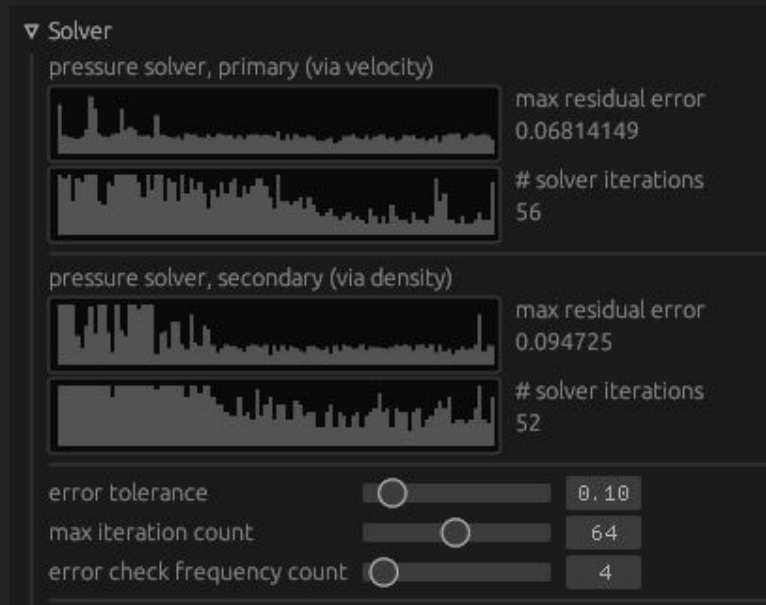 Solver
pressure solver, primary (via velocity)
max residual error
0.06814149
# solver iterations
56
pressure solver, secondary (via density)
max residual error
0.094725
# solver iterations
52
error tolerance 0.10
max iteration count 64
error check frequency count 4